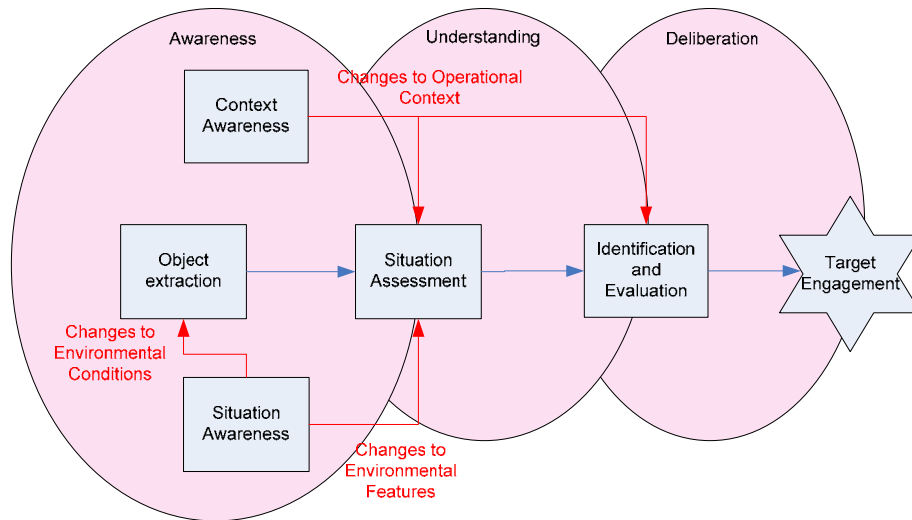 Awareness
Understanding
Deliberation
Changes to Operational
Context
Context
Awareness
Object
extraction
Situation
Assessment
Identification
and
Evaluation
Target
Engagement
Changes to
Environmental
Conditions
Situation
Awareness
Changes to
Environmental
Features